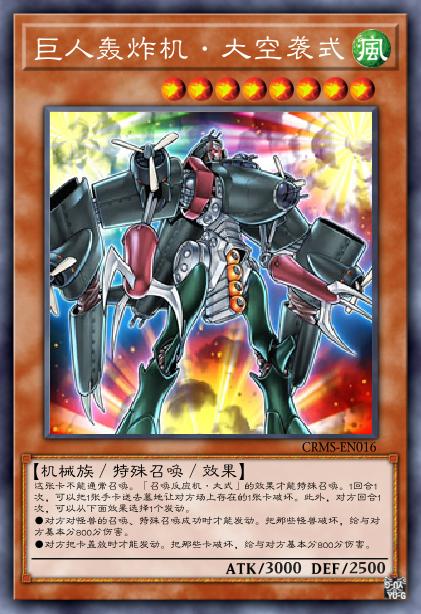 巨人轰炸机·大空袭式
風
CRMS-EN016
【机械族／特殊召唤／效果】
这张卡不能通常召唤。「召唤反应机·大式」的效果才能特殊召唤。1回合1
次，可以把1张手卡送去墓地让对方场上存在的1张卡破坏。此外，对方回合1
次，可以从下面效果选择1个发动。
●对方对怪兽的召唤、特殊召唤成功时才能发动。把那些怪兽破坏，给与对
方基本分800分伤害。
●对方把卡盖放时才能发动。把那些卡破坏，给与对方基本分800分伤害。
ATK/3000 DEF/2500